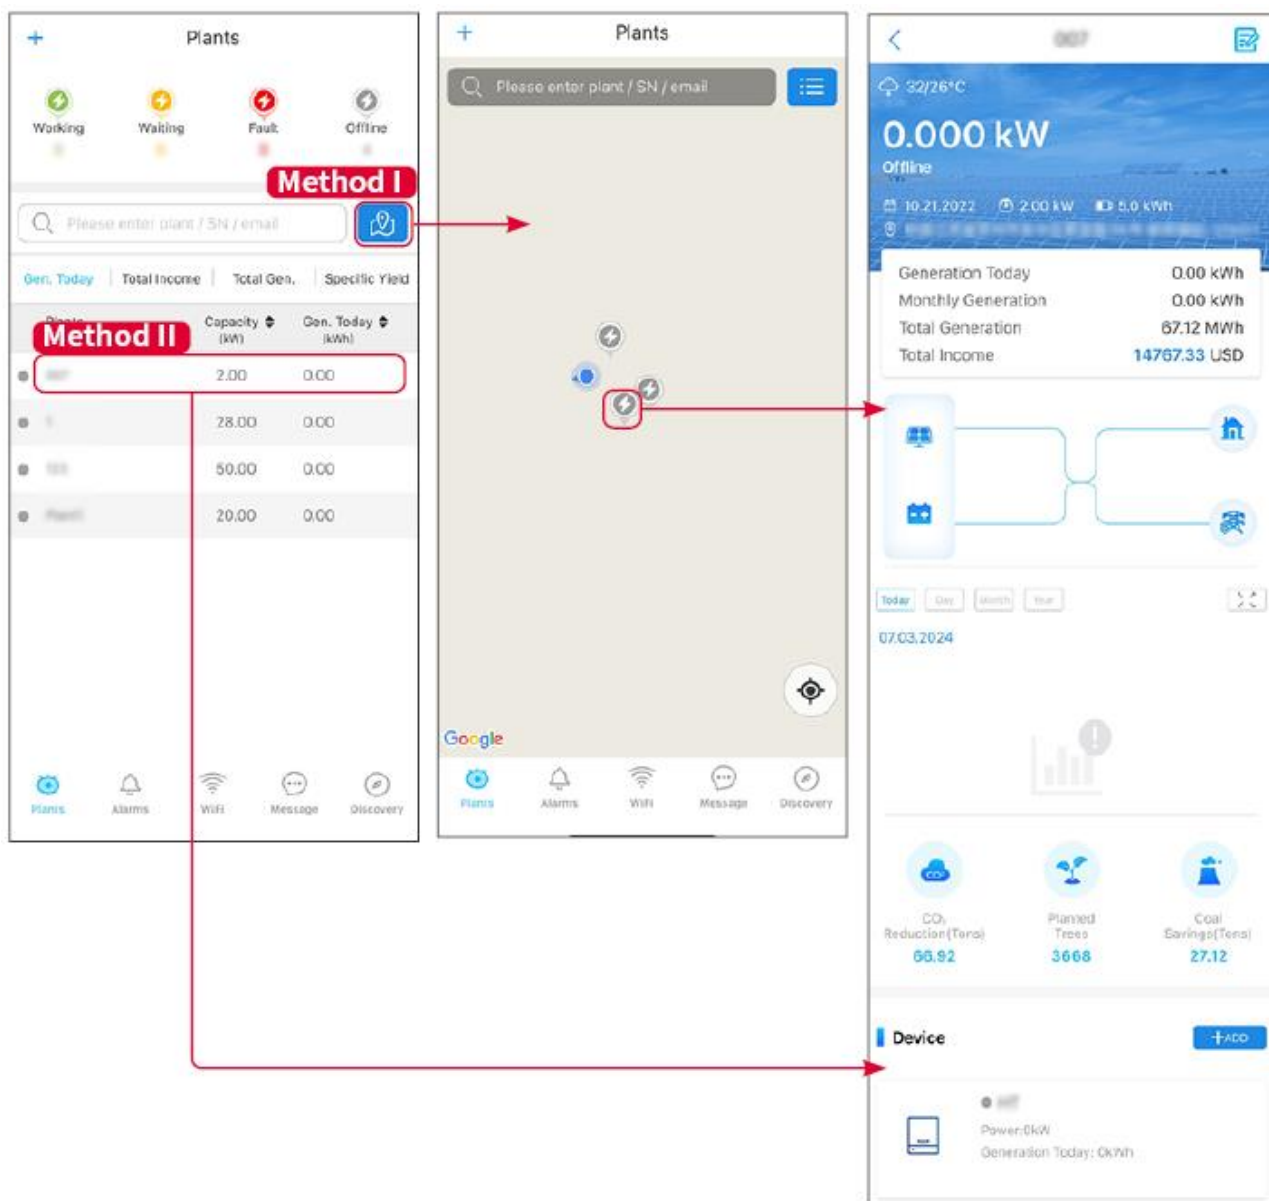 Plants
Working Waiting Fault Offline
Method I
Please enter plant / SN / email
Gen. Today Total Income Total Gen. Specific Yield
Capacity Gen. Today
(kW) (kWh)
Method II
2.00 0.00
28.00 0.00
50.00 0.00
20.00 0.00
Plants Alarms WiFi Message Discovery
Plants
Please enter plant / SN / email
Google
Plants Alarms WiFi Message Discovery
007
32/26°C
0.000 kW
Offline
10.21.2022 2.00 kW 5.0 kWh
Generation Today 0.00 kWh
Monthly Generation 0.00 kWh
Total Generation 67.12 MWh
Total Income 14767.33 USD
Today Day Month Year
07.03.2024
CO₂
Reduction(Tons)
66.92
Planted
Trees
3668
Coal
Savings(Tons)
27.12
Device +ADD
Power:0kW
Generation Today: 0kWh